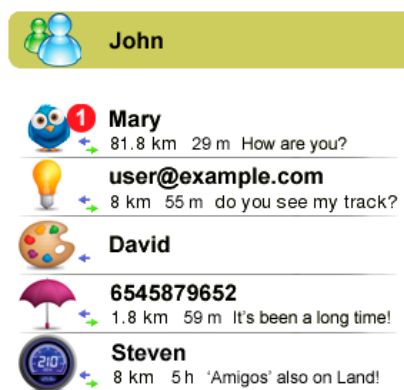 John
1
Mary
81.8 km 29 m How are you?
user@example.com
8 km 55 m do you see my track?
David
6545879652
1.8 km 59 m It's been a long time!
210
Steven
8 km 5 h 'Amigos' also on Land!